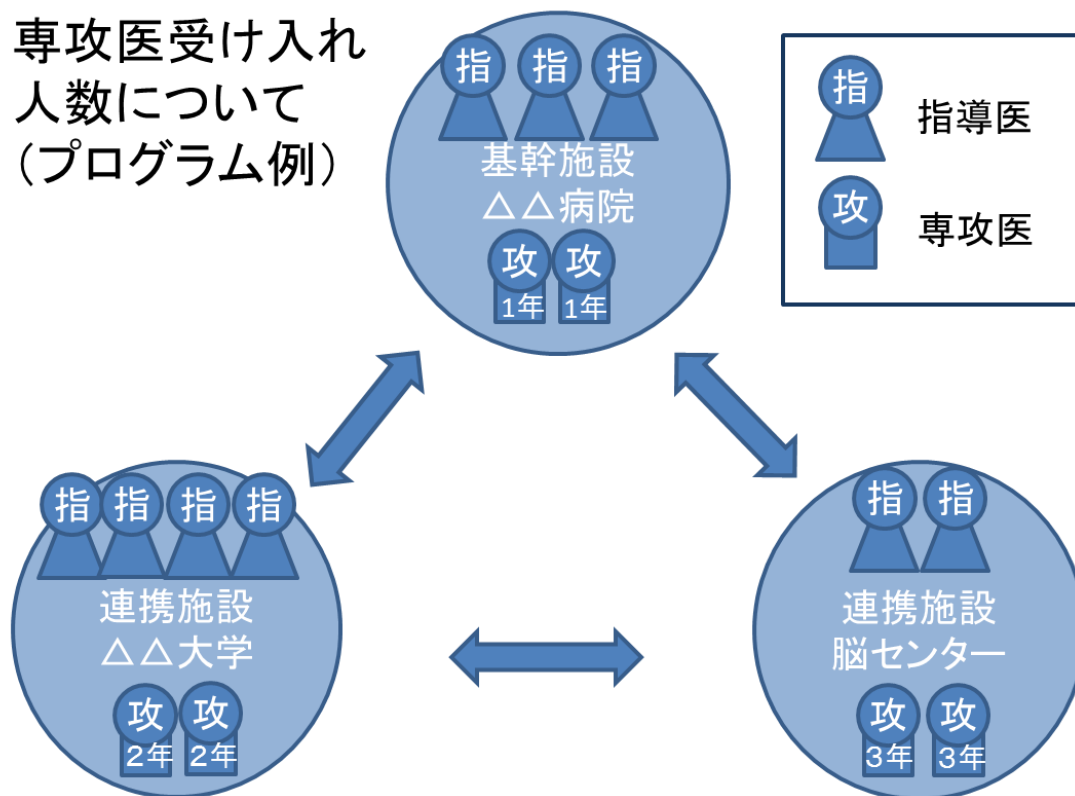 専攻医受け入れ
人数について
（プログラム例）
指 指 指
基幹施設
△△病院
攻 攻
1年 1年
指
指導医
攻
専攻医
指 指 指 指
連携施設
△△大学
攻 攻
2年 2年
指 指
連携施設
脳センター
攻 攻
3年 3年